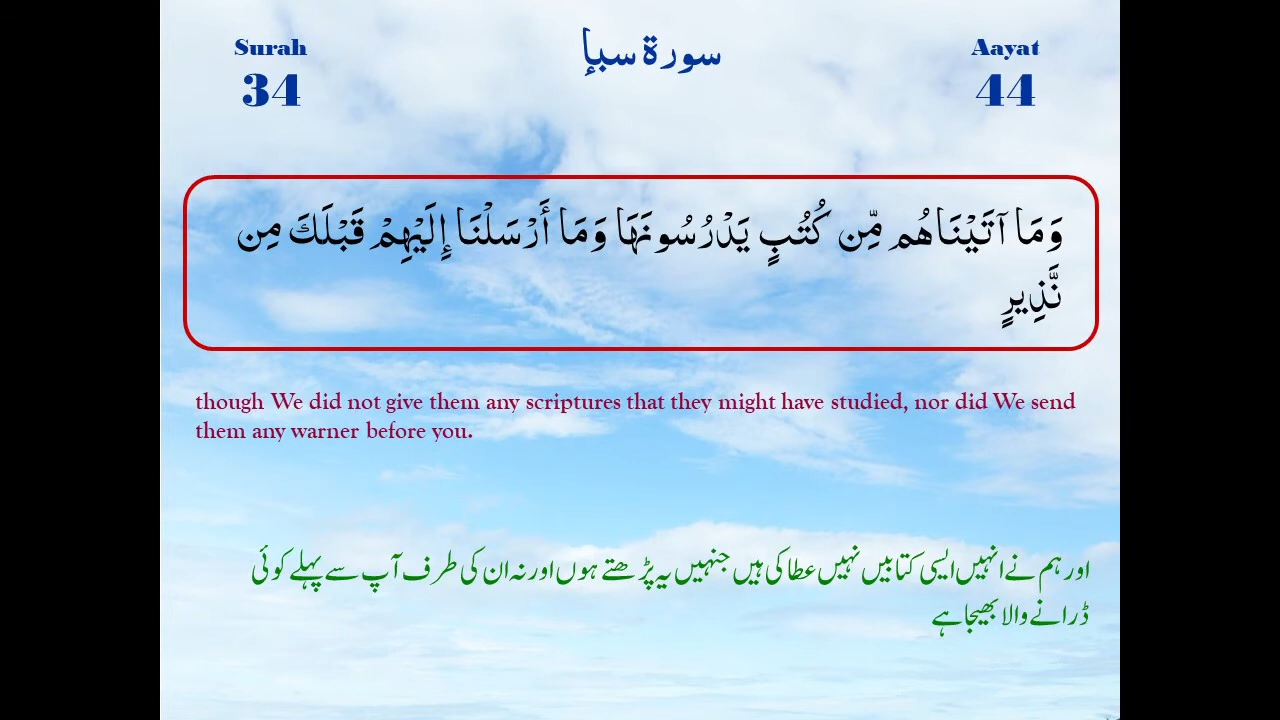 Surah
34
سورة سبإ
Aayat
44
وَمَا آتَيْنَاهُم مِّن كُتُبٍ يَدْرُسُونَهَا وَمَا أَرْسَلْنَا إِلَيْهِمْ قَبْلَكَ مِن
نَّذِيرٍ
though We did not give them any scriptures that they might have studied, nor did We send
them any warner before you.
اور ہم نے انہیں ایسی کتابیں نہیں عطا کی ہیں جنہیں یہ پڑھتے ہوں اور نہ ان کی طرف آپ سے پہلے کوئی
ڈرانے والا بھیجا ہے